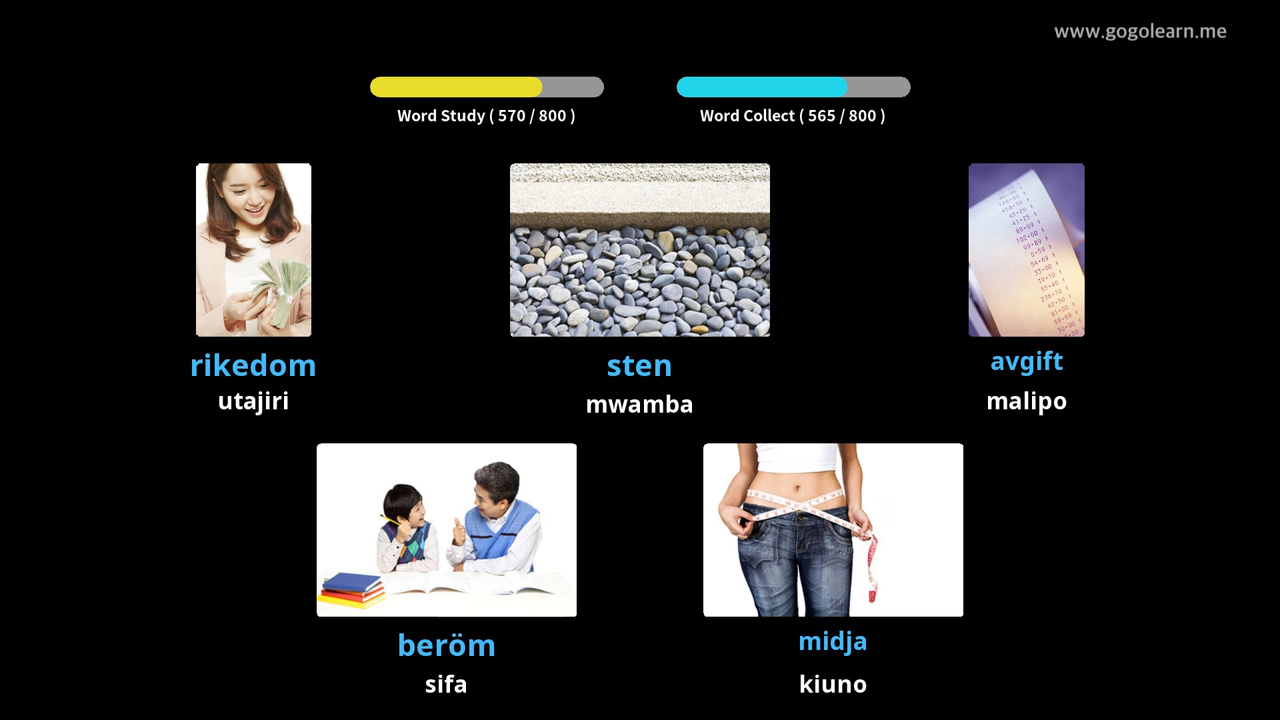 www.gogolearn.me
Word Study ( 570 / 800 )
Word Collect ( 565 / 800 )
rikedom
utajiri
sten
mwamba
avgift
malipo
beröm
sifa
midja
kiuno